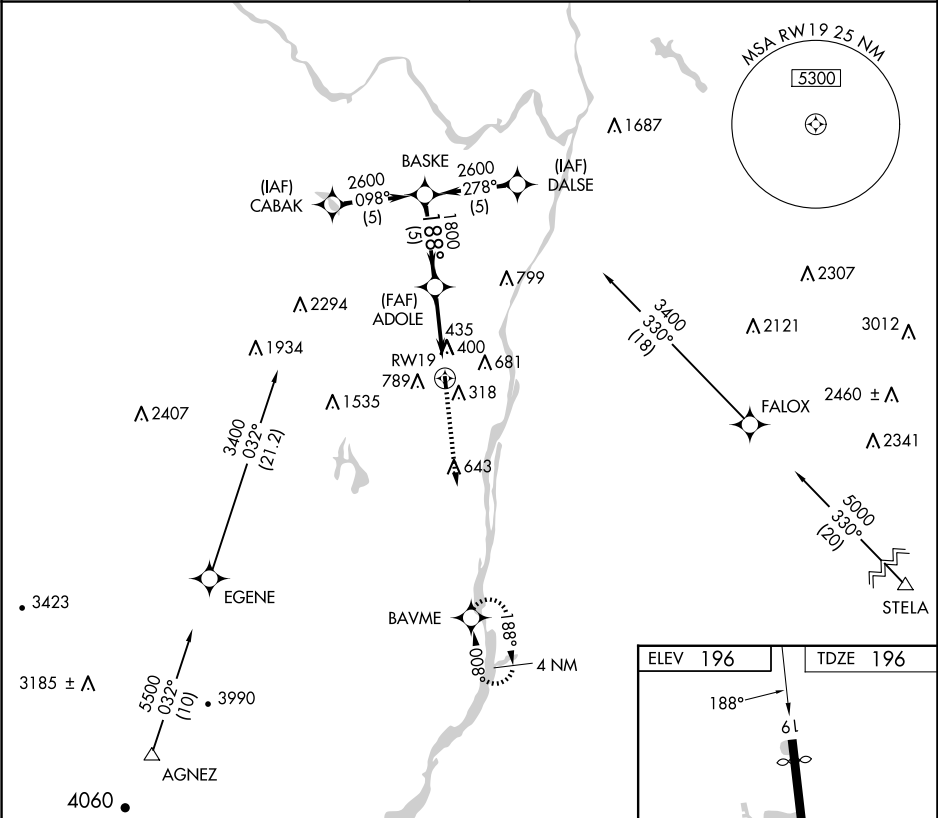 MSA RW19 25 NM
5300
1687
BASKE
(IAF)
CABAK
2600
098°
(5)
2600
278°
(5)
(IAF)
DALSE
1800
188°
(5)
799
2307
2294
(FAF)
ADOLE
3400
330°
(18)
2121
3012
435
400
1934
RW19
681
789
318
2460 ±
1535
FALOX
2407
2341
3400
032°
(21.2)
643
5000
330°
(20)
EGENE
STELA
3423
BAVME
188°
008°
4 NM
ELEV 196
TDZE 196
3185 ±
5500
032°
(10)
3990
188°
19
AGNEZ
4060